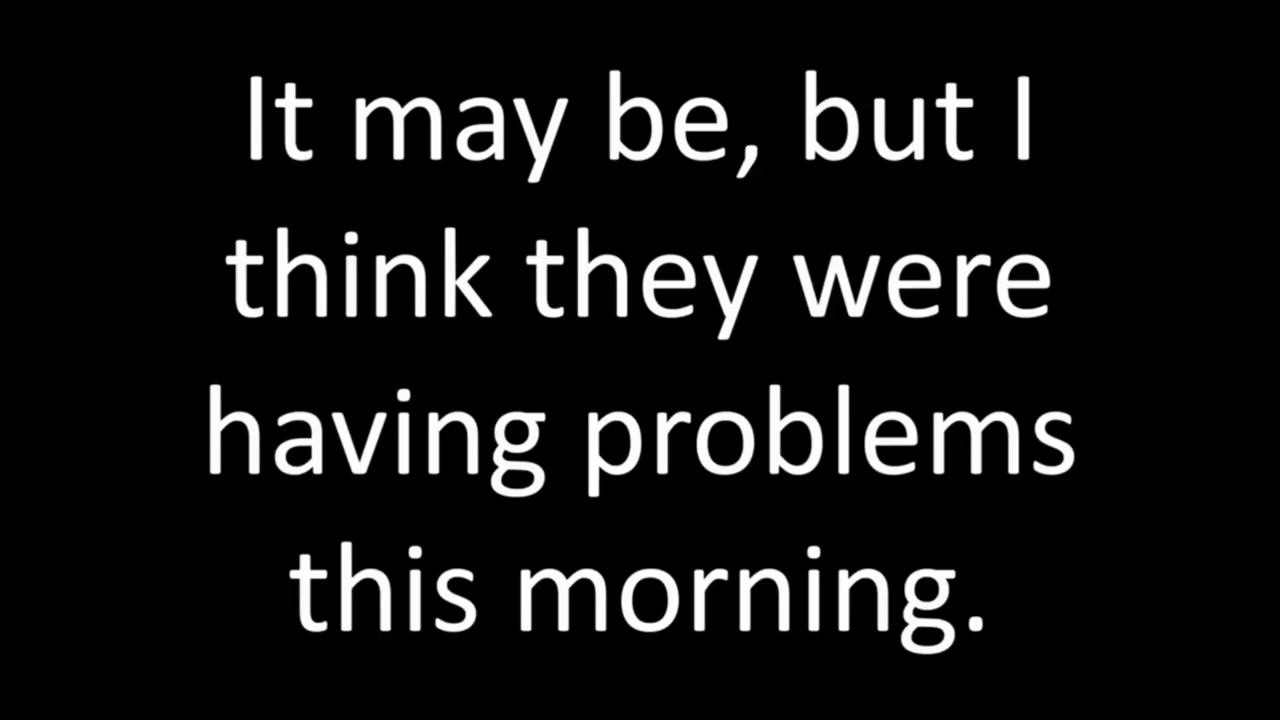 It may be, but I
think they were
having problems
this morning.